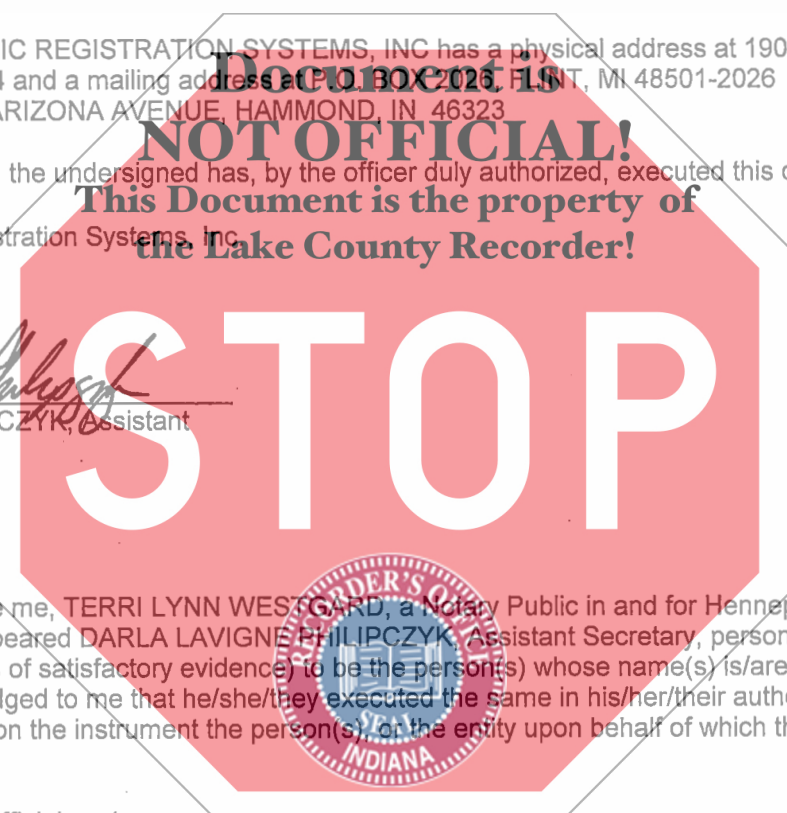 IC REGISTRATION SYSTEMS, INC has a physical address at 190
4 and a mailing address at P.O. BOX 2026, FLINT, MI 48501-2026
ARIZONA AVENUE, HAMMOND, IN 46323
Document is
NOT OFFICIAL!
the undersigned has, by the officer duly authorized, executed this
This Document is the property of
stration Systems, Inc.
the Lake County Recorder!
STOP
CZYK, Assistant
me, TERRI LYNN WESTGARD, a Notary Public in and for Hennep
peared DARLA LAVIGNE PHILIPCZYK, Assistant Secretary, person
of satisfactory evidence) to be the person(s) whose name(s) is/are
dged to me that he/she/they executed the same in his/her/their autho
on the instrument the person(s), or the entity upon behalf of which th
RECORDER'S OFFICE
SEAL
INDIANA